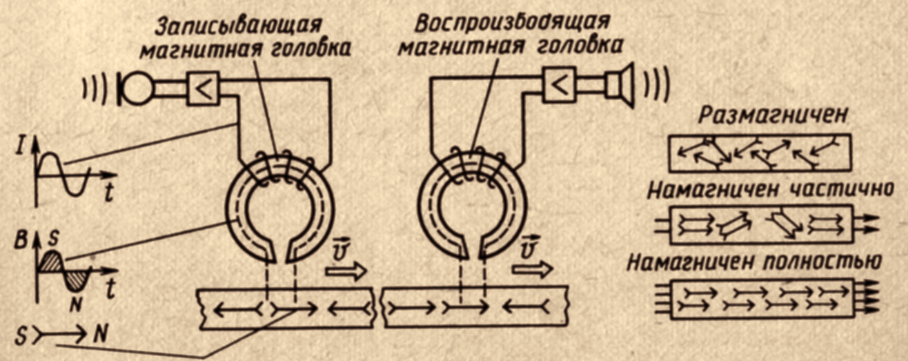 Записывающая
магнитная головка
Воспроизводящая
магнитная головка
I
t
B
S
N
t
S
N
v⃗
v⃗
Размагничен
Намагничен частично
Намагничен полностью